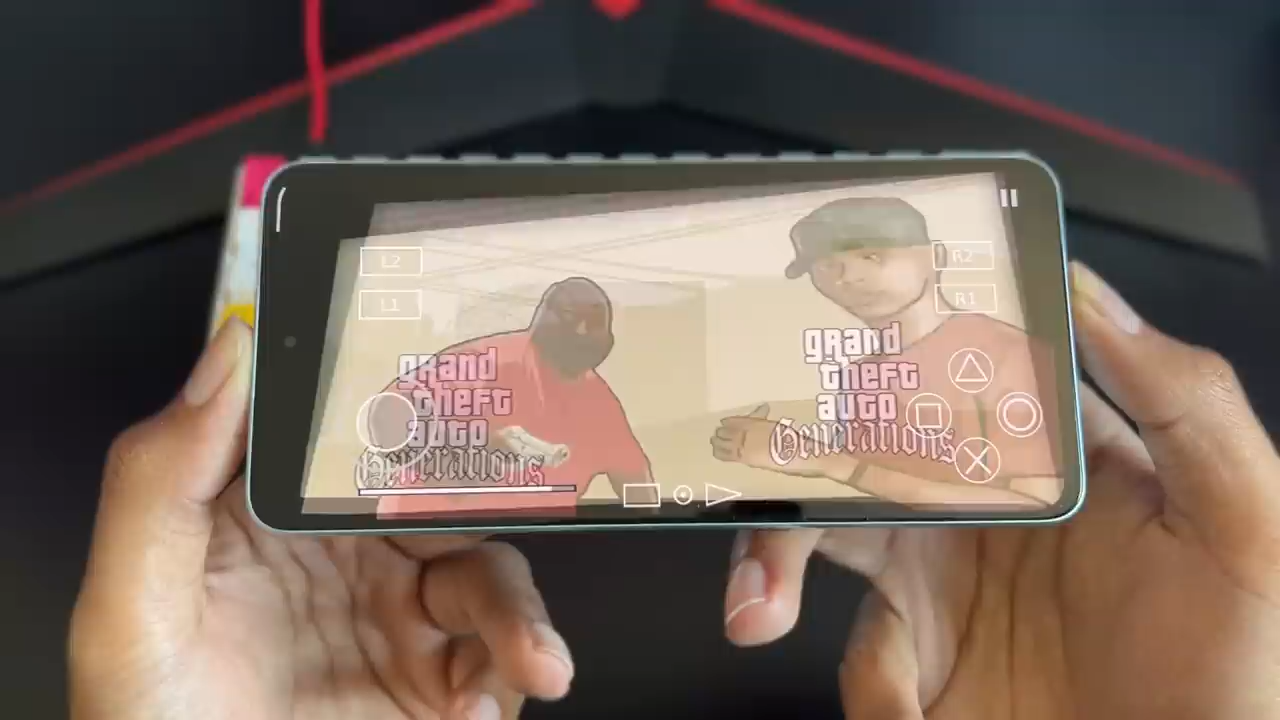 L2
L1
R2
R1
grand
theft
auto
Generations
grand
theft
auto
Generations